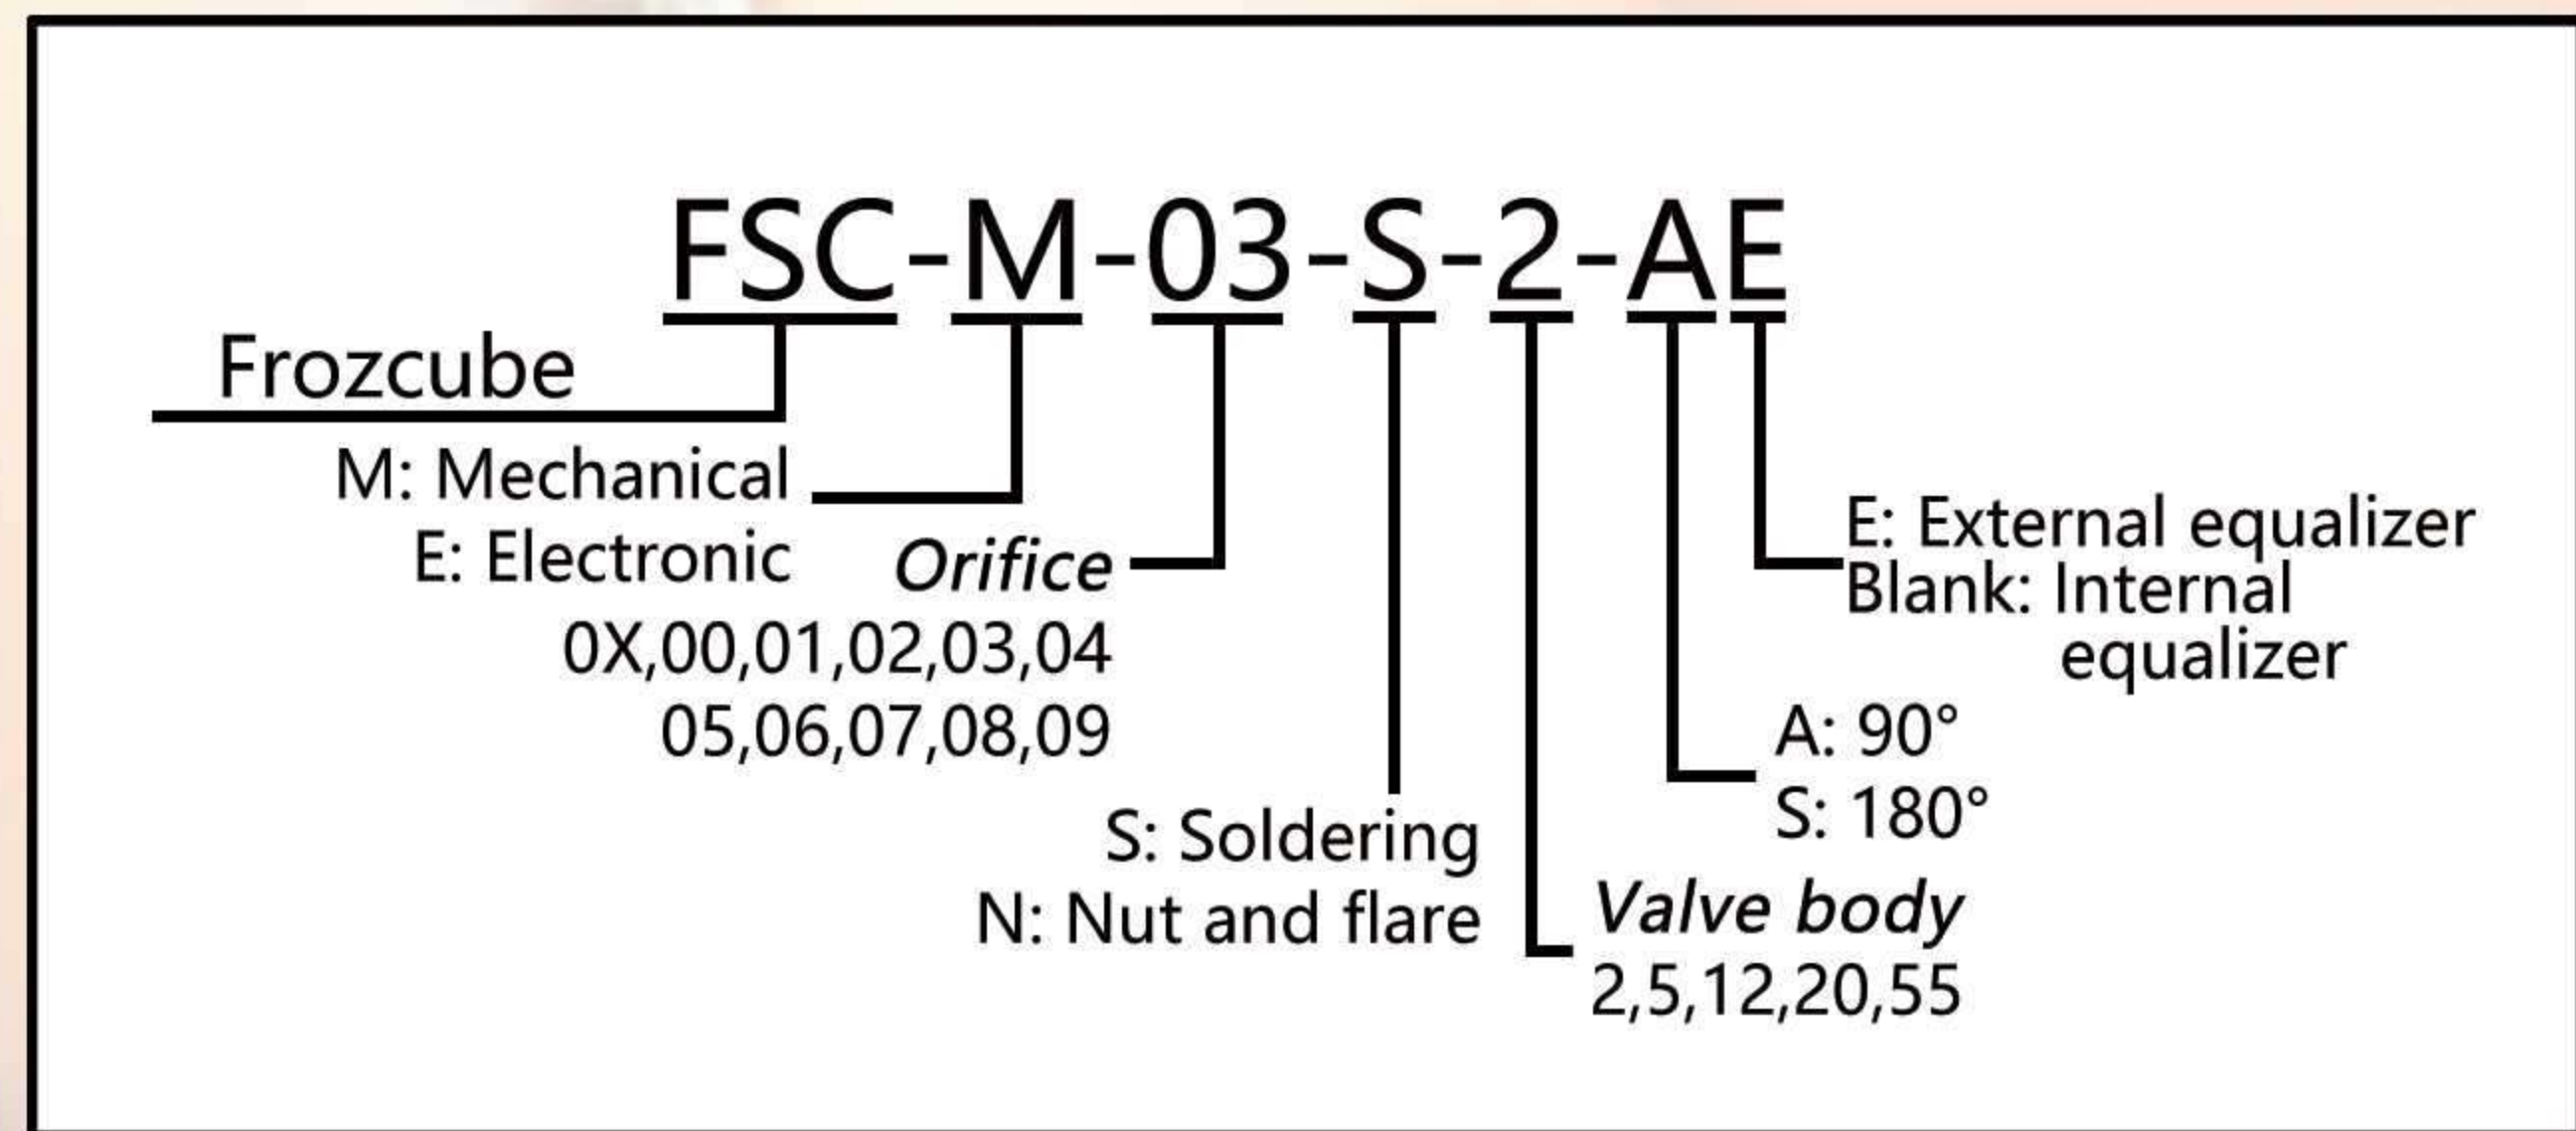 FSC-M-03-S-2-AE
Frozcube
M: Mechanical
E: Electronic
Orifice
0X,00,01,02,03,04
05,06,07,08,09
S: Soldering
N: Nut and flare
Valve body
2,5,12,20,55
A: 90°
S: 180°
E: External equalizer
Blank: Internal
equalizer